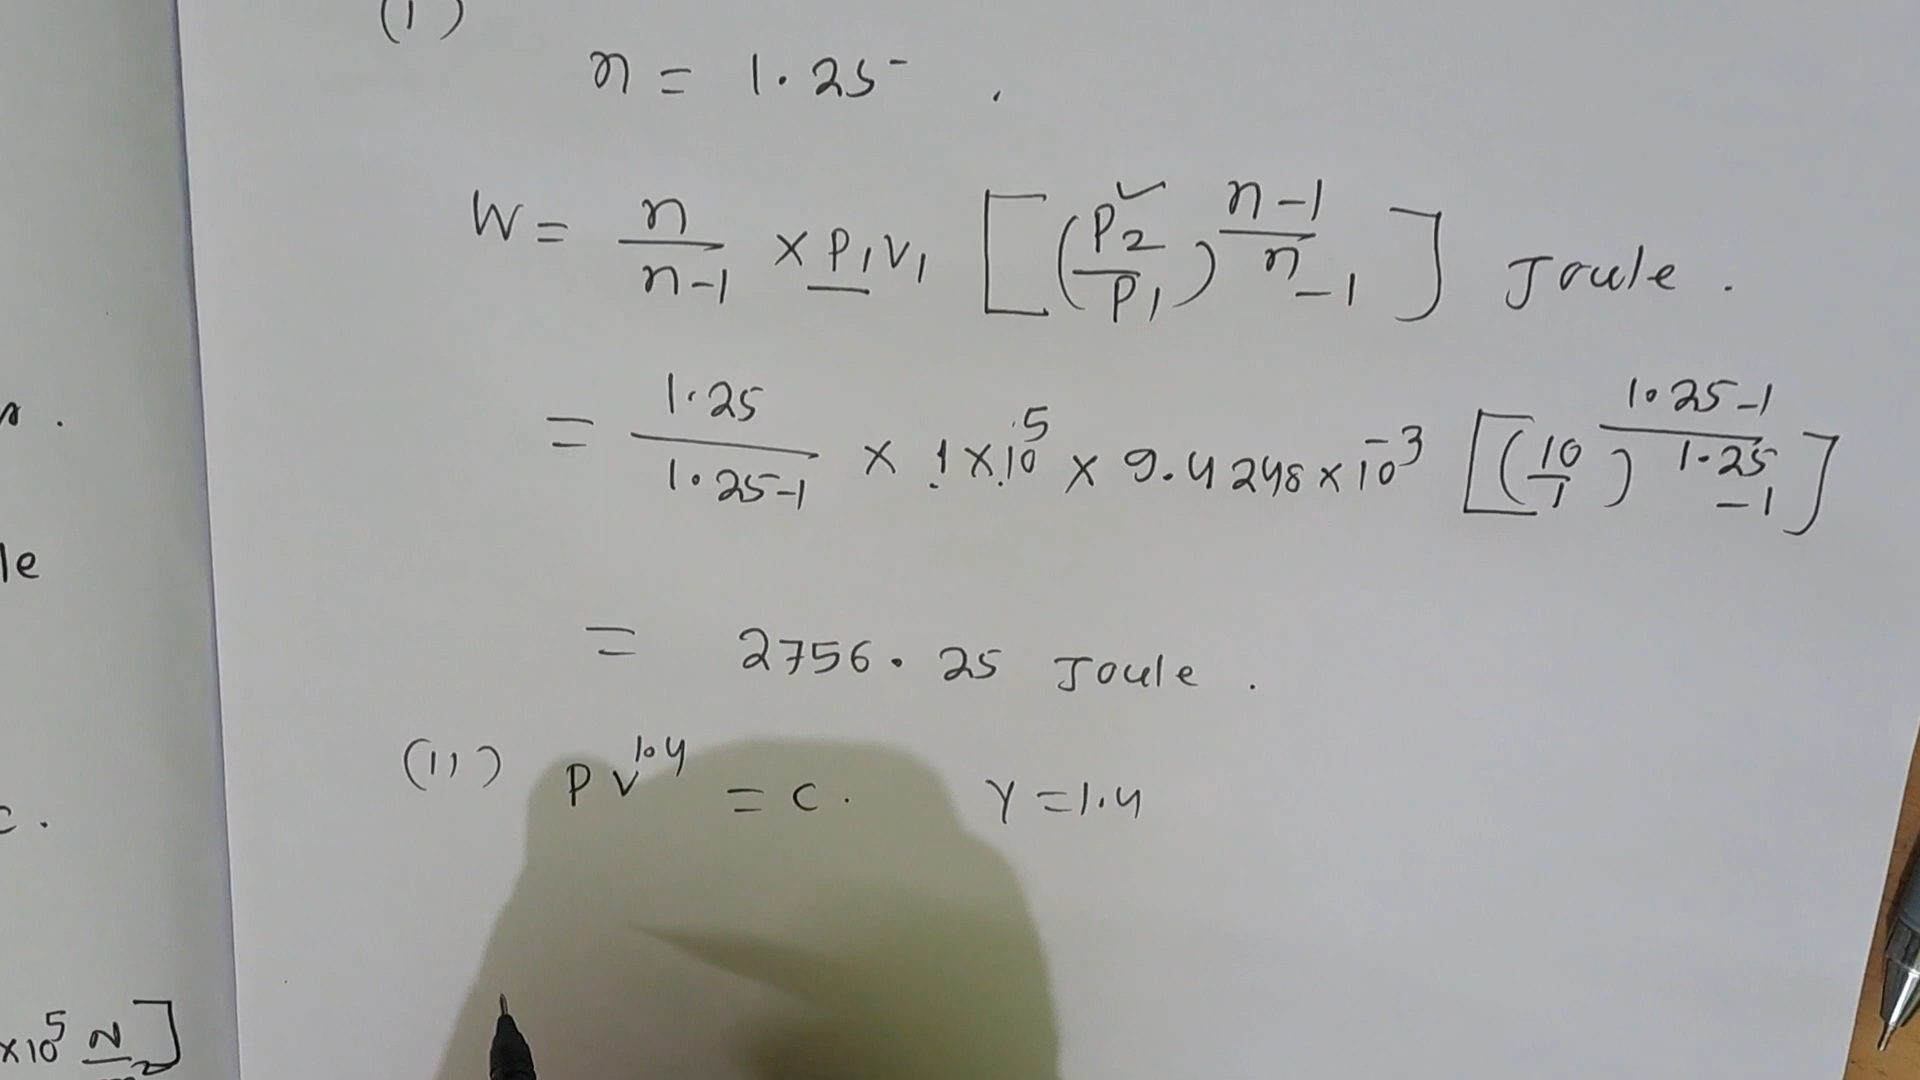 (i)
n = 1.25 .
W = n/(n-1) × P₁V₁ [(P₂/P₁)^((n-1)/n) -1] Joule .
= 1.25/(1.25-1) × 1×10⁵ × 9.4248×10⁻³ [(10/1)^((1.25-1)/1.25) -1]
= 2756.25 Joule .
(ii) PV^1.4 = C. γ = 1.4
le
c.
×10⁵ N